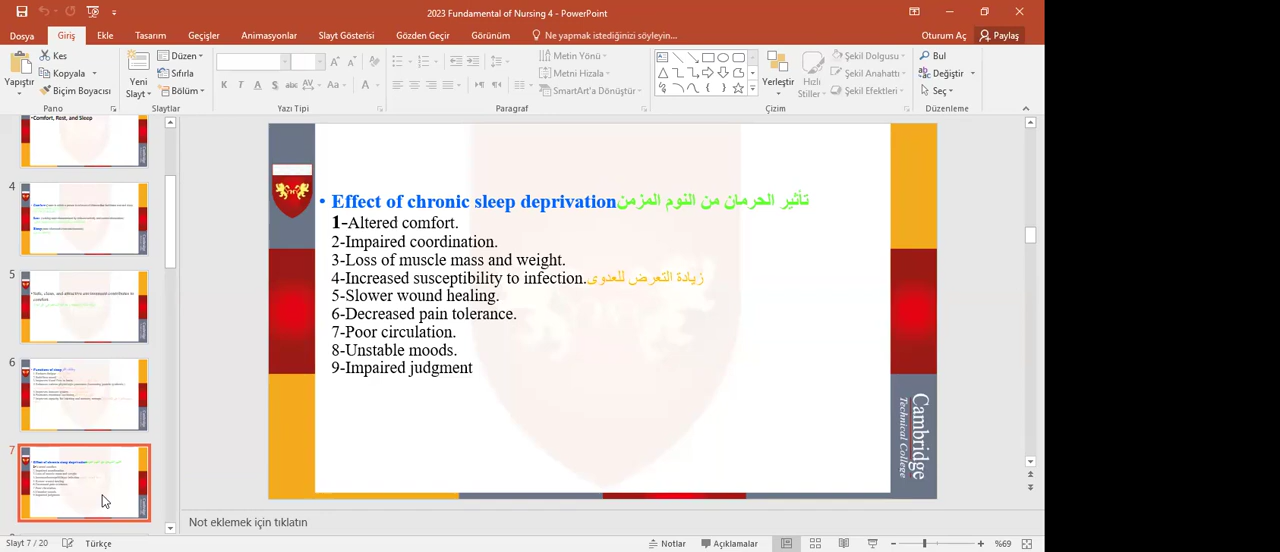 2023 Fundamental of Nursing 4 - PowerPoint
Dosya Giriş Ekle Tasarım Geçişler Animasyonlar Slayt Gösterisi Gözden Geçir Görünüm Ne yapmak istediğinizi söyleyin... Oturum Aç Paylaş
Yapıştır
Kes
Kopyala
Biçim Boyacısı
Pano
Yeni Slayt
Düzen
Sıfırla
Bölüm
Slaytlar
Yazı Tipi
Metin Yönü
Metni Hizala
SmartArt'a Dönüştür
Paragraf
Yerleştir
Hızlı Stiller
Şekil Dolgusu
Şekil Anahattı
Şekil Efektleri
Çizim
Bul
Değiştir
Seç
Düzenleme
-Comfort, Rest, and Sleep
4
5
6
7
• Effect of chronic sleep deprivation تأثير الحرمان من النوم المزمن
1-Altered comfort.
2-Impaired coordination.
3-Loss of muscle mass and weight.
4-Increased susceptibility to infection. زيادة التعرض للعدوى
5-Slower wound healing.
6-Decreased pain tolerance.
7-Poor circulation.
8-Unstable moods.
9-Impaired judgment
Cambridge
Technical College
Not eklemek için tıklatın
Slayt 7 / 20 Türkçe Notlar Açıklamalar %69